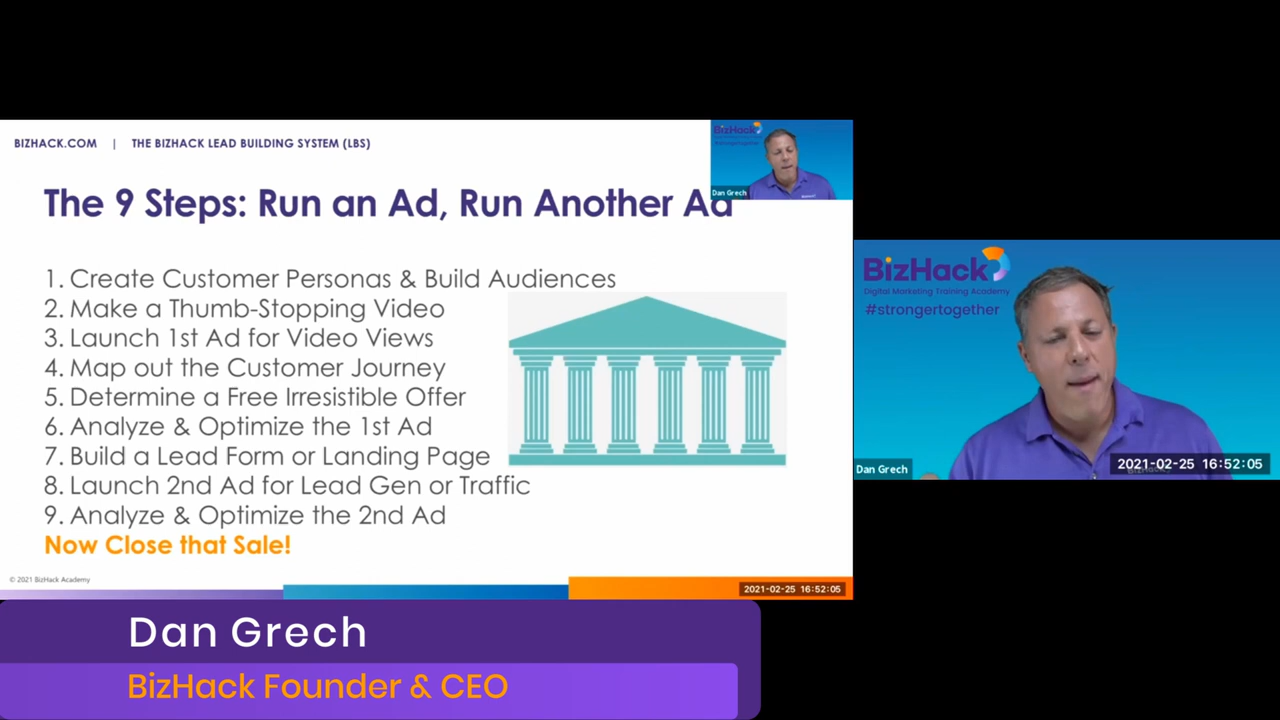 BIZHACK.COM | THE BIZHACK LEAD BUILDING SYSTEM (LBS)
BizHack
#strongertogether
Dan Grech
The 9 Steps: Run an Ad, Run Another Ad
1. Create Customer Personas & Build Audiences
2. Make a Thumb-Stopping Video
3. Launch 1st Ad for Video Views
4. Map out the Customer Journey
5. Determine a Free Irresistible Offer
6. Analyze & Optimize the 1st Ad
7. Build a Lead Form or Landing Page
8. Launch 2nd Ad for Lead Gen or Traffic
9. Analyze & Optimize the 2nd Ad
Now Close that Sale!
© 2021 BizHack Academy
2021-02-25 16:52:05
BizHack
Digital Marketing Training Academy
#strongertogether
Dan Grech
2021-02-25 16:52:05
Dan Grech
BizHack Founder & CEO